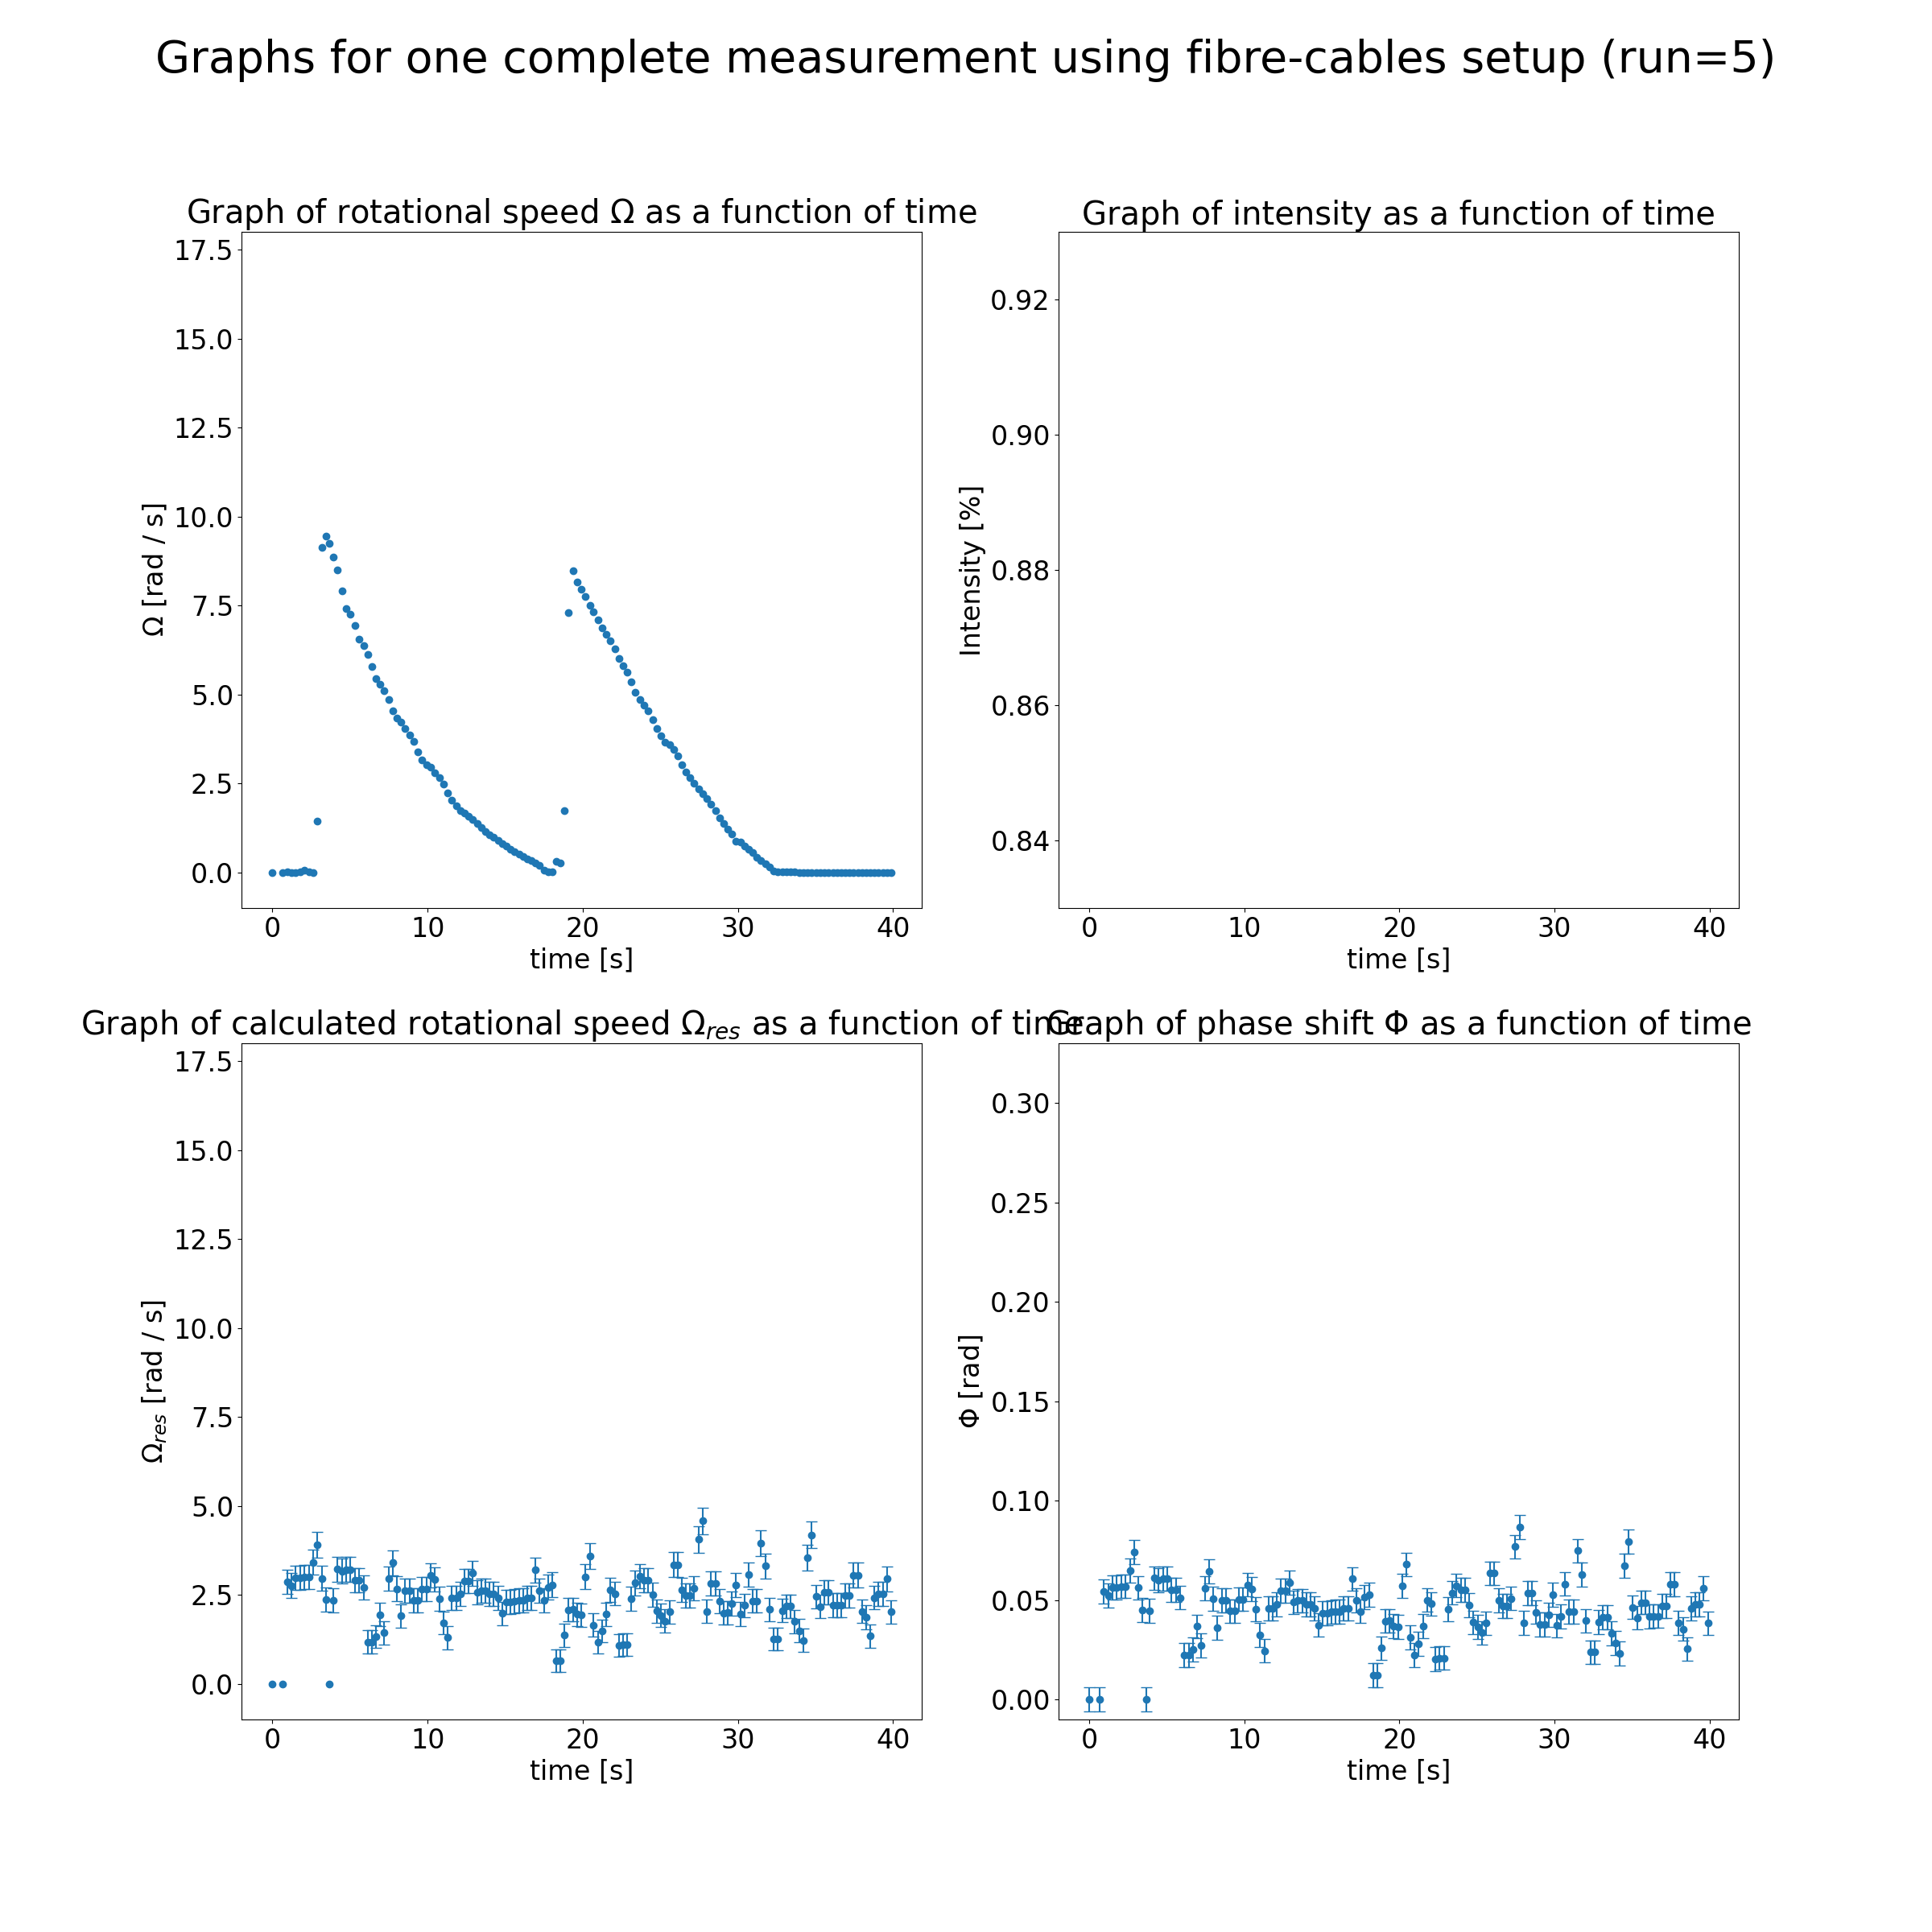 Graphs for one complete measurement using fibre-cables setup (run=5)
Graph of rotational speed Ω as a function of time
17.5
15.0
12.5
10.0
7.5
5.0
2.5
0.0
Ω [rad / s]
0 10 20 30 40
time [s]
Graph of intensity as a function of time
0.92
0.90
0.88
0.86
0.84
Intensity [%]
0 10 20 30 40
time [s]
Graph of calculated rotational speed Ωres as a function of time
17.5
15.0
12.5
10.0
7.5
5.0
2.5
0.0
Ωres [rad / s]
0 10 20 30 40
time [s]
Graph of phase shift Φ as a function of time
0.30
0.25
0.20
0.15
0.10
0.05
0.00
Φ [rad]
0 10 20 30 40
time [s]